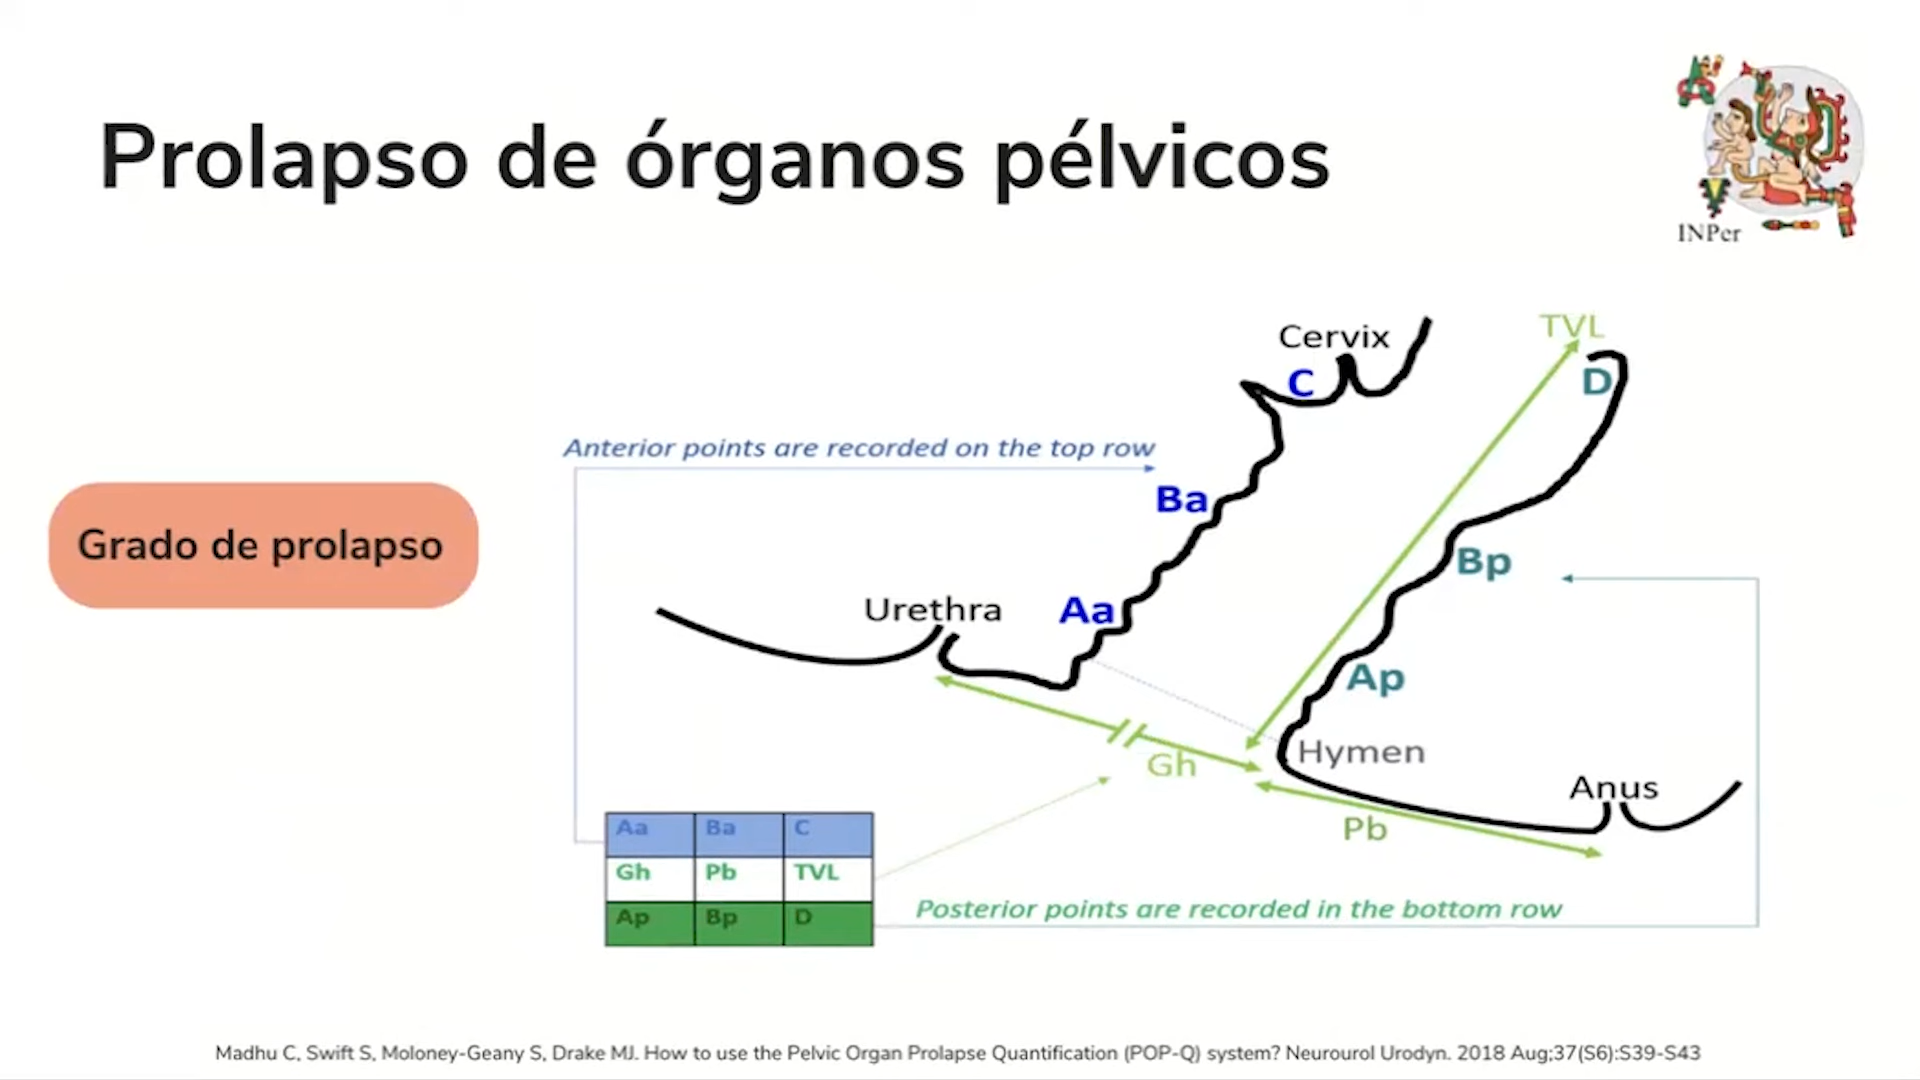 Prolapso de órganos pélvicos
INPer
Grado de prolapso
Cervix
TVL
C
D
Anterior points are recorded on the top row
Ba
Bp
Urethra
Aa
Ap
Hymen
Gh
Anus
Pb
Aa Ba C
Gh Pb TVL
Ap Bp D
Posterior points are recorded in the bottom row
Madhu C, Swift S, Moloney-Geany S, Drake MJ. How to use the Pelvic Organ Prolapse Quantification (POP-Q) system? Neurourol Urodyn. 2018 Aug;37(S6):S39-S43